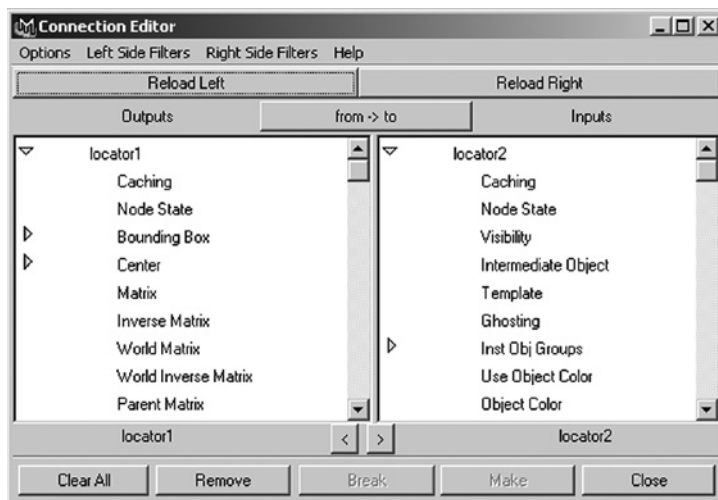 Connection Editor
Options Left Side Filters Right Side Filters Help
Reload Left Reload Right
Outputs from -> to Inputs
locator1
Caching
Node State
Bounding Box
Center
Matrix
Inverse Matrix
World Matrix
World Inverse Matrix
Parent Matrix
locator2
Caching
Node State
Visibility
Intermediate Object
Template
Ghosting
Inst Obj Groups
Use Object Color
Object Color
locator1 < > locator2
Clear All Remove Break Make Close